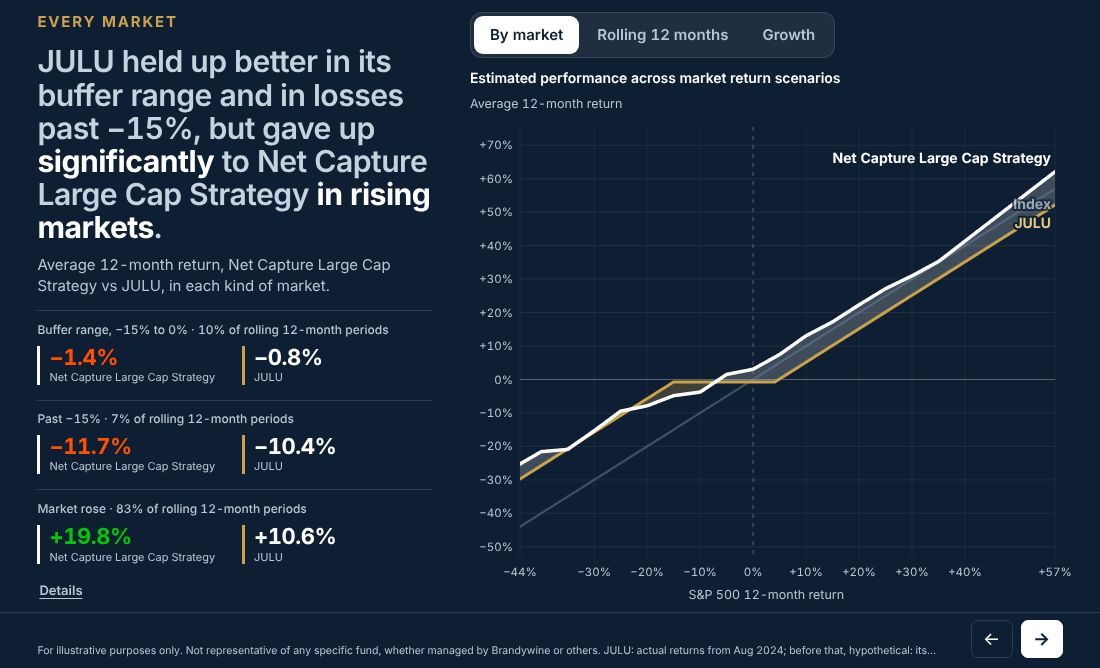 EVERY MARKET
JULU held up better in its
buffer range and in losses
past −15%, but gave up
significantly to Net Capture
Large Cap Strategy in rising
markets.
Average 12-month return, Net Capture Large Cap
Strategy vs JULU, in each kind of market.
Buffer range, −15% to 0% · 10% of rolling 12-month periods
−1.4%
Net Capture Large Cap Strategy
−0.8%
JULU
Past −15% · 7% of rolling 12-month periods
−11.7%
Net Capture Large Cap Strategy
−10.4%
JULU
Market rose · 83% of rolling 12-month periods
+19.8%
Net Capture Large Cap Strategy
+10.6%
JULU
Details
By market
Rolling 12 months
Growth
Estimated performance across market return scenarios
Average 12-month return
+70%
+60%
+50%
+40%
+30%
+20%
+10%
0%
−10%
−20%
−30%
−40%
−50%
Net Capture Large Cap Strategy
Index
JULU
−44%
−30%
−20%
−10%
0%
+10%
+20%
+30%
+40%
+57%
S&P 500 12-month return
For illustrative purposes only. Not representative of any specific fund, whether managed by Brandywine or others. JULU: actual returns from Aug 2024; before that, hypothetical: its…